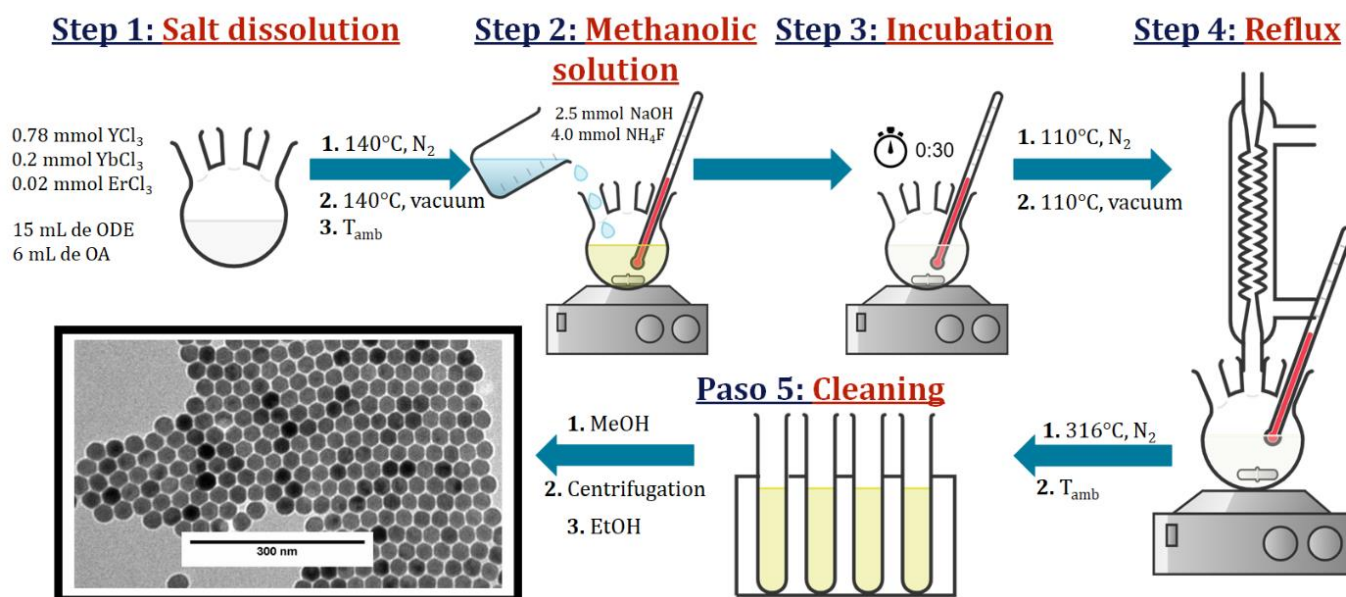 Step 1: Salt dissolution
0.78 mmol YCl₃
0.2 mmol YbCl₃
0.02 mmol ErCl₃
15 mL de ODE
6 mL de OA
1. 140°C, N₂
2. 140°C, vacuum
3. Tamb
Step 2: Methanolic
solution
2.5 mmol NaOH
4.0 mmol NH₄F
Step 3: Incubation
0:30
1. 110°C, N₂
2. 110°C, vacuum
Step 4: Reflux
1. 316°C, N₂
2. Tamb
Paso 5: Cleaning
1. MeOH
2. Centrifugation
3. EtOH
300 nm